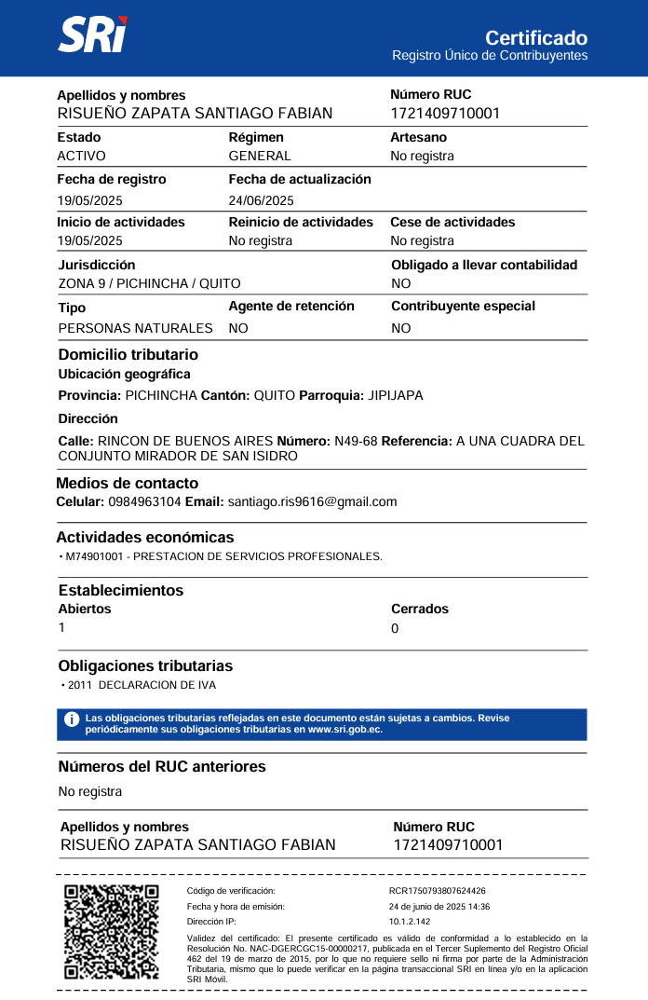 SRi
Certificado
Registro Único de Contribuyentes
Apellidos y nombres Número RUC
RISUEÑO ZAPATA SANTIAGO FABIAN 1721409710001
Estado Régimen Artesano
ACTIVO GENERAL No registra
Fecha de registro Fecha de actualización
19/05/2025 24/06/2025
Inicio de actividades Reinicio de actividades Cese de actividades
19/05/2025 No registra No registra
Jurisdicción Obligado a llevar contabilidad
ZONA 9 / PICHINCHA / QUITO NO
Tipo Agente de retención Contribuyente especial
PERSONAS NATURALES NO NO
Domicilio tributario
Ubicación geográfica
Provincia: PICHINCHA Cantón: QUITO Parroquia: JIPIJAPA
Dirección
Calle: RINCON DE BUENOS AIRES Número: N49-68 Referencia: A UNA CUADRA DEL
CONJUNTO MIRADOR DE SAN ISIDRO
Medios de contacto
Celular: 0984963104 Email: santiago.ris9616@gmail.com
Actividades económicas
• M74901001 - PRESTACION DE SERVICIOS PROFESIONALES.
Establecimientos
Abiertos Cerrados
1 0
Obligaciones tributarias
• 2011 DECLARACION DE IVA
Las obligaciones tributarias reflejadas en este documento están sujetas a cambios. Revise
periódicamente sus obligaciones tributarias en www.sri.gob.ec.
Números del RUC anteriores
No registra
Apellidos y nombres Número RUC
RISUEÑO ZAPATA SANTIAGO FABIAN 1721409710001
Código de verificación: RCR1750793807624426
Fecha y hora de emisión: 24 de junio de 2025 14:36
Dirección IP: 10.1.2.142
Validez del certificado: El presente certificado es válido de conformidad a lo establecido en la
Resolución No. NAC-DGERCGC15-00000217, publicada en el Tercer Suplemento del Registro Oficial
462 del 19 de marzo de 2015, por lo que no requiere sello ni firma por parte de la Administración
Tributaria, mismo que lo puede verificar en la página transaccional SRI en línea y/o en la aplicación
SRI Móvil.